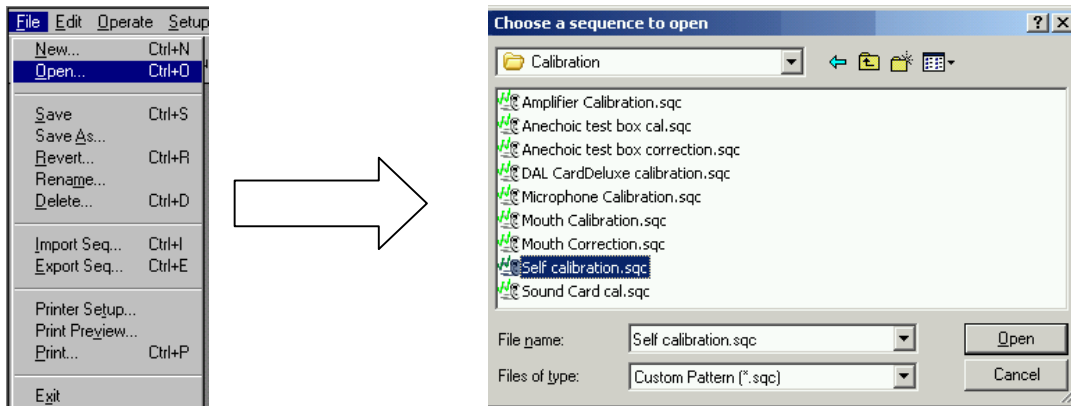 File Edit Operate Setup
New... Ctrl+N
Open... Ctrl+O
Save Ctrl+S
Save As...
Revert... Ctrl+R
Rename...
Delete... Ctrl+D
Import Seq... Ctrl+I
Export Seq... Ctrl+E
Printer Setup...
Print Preview...
Print... Ctrl+P
Exit
Choose a sequence to open
Calibration
Amplifier Calibration.sqc
Anechoic test box cal.sqc
Anechoic test box correction.sqc
DAL CardDeluxe calibration.sqc
Microphone Calibration.sqc
Mouth Calibration.sqc
Mouth Correction.sqc
Self calibration.sqc
Sound Card cal.sqc
File name: Self calibration.sqc Open
Files of type: Custom Pattern (*.sqc) Cancel